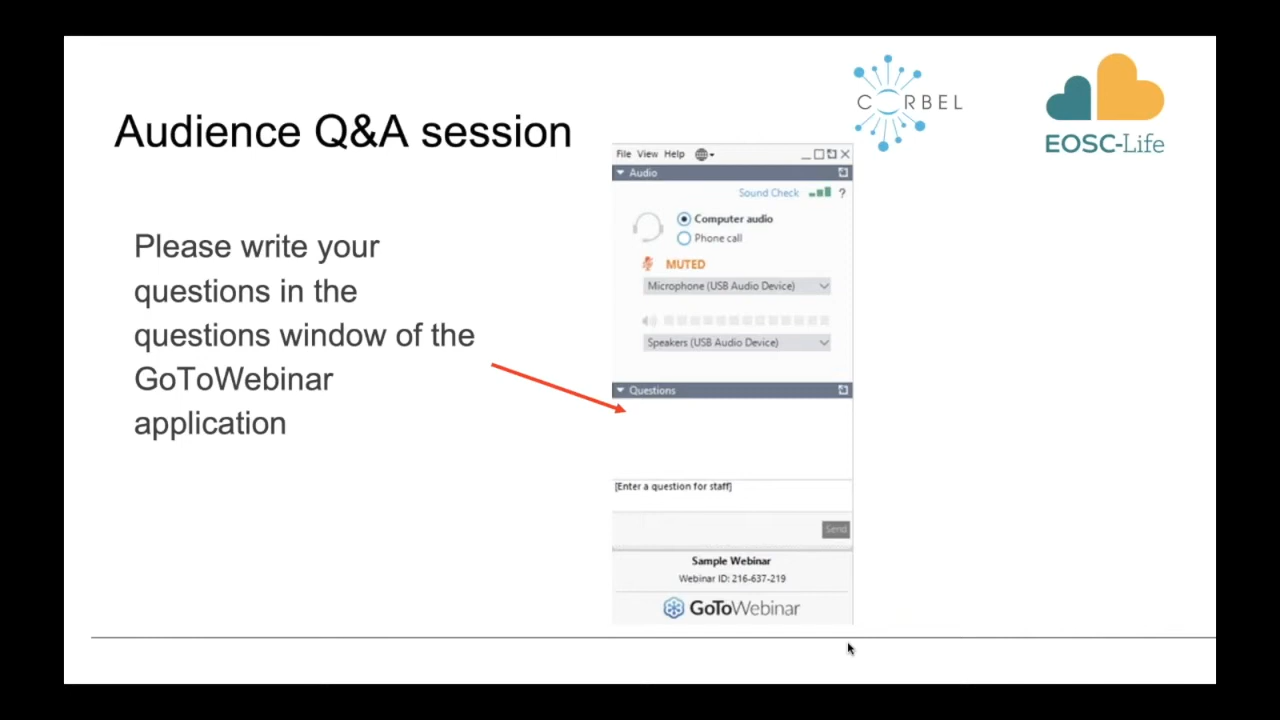 CORBEL
EOSC-Life
Audience Q&A session
Please write your
questions in the
questions window of the
GoToWebinar
application
File View Help
Audio
Sound Check ?
Computer audio
Phone call
MUTED
Microphone (USB Audio Device)
Speakers (USB Audio Device)
Questions
[Enter a question for staff]
Send
Sample Webinar
Webinar ID: 216-637-219
GoToWebinar